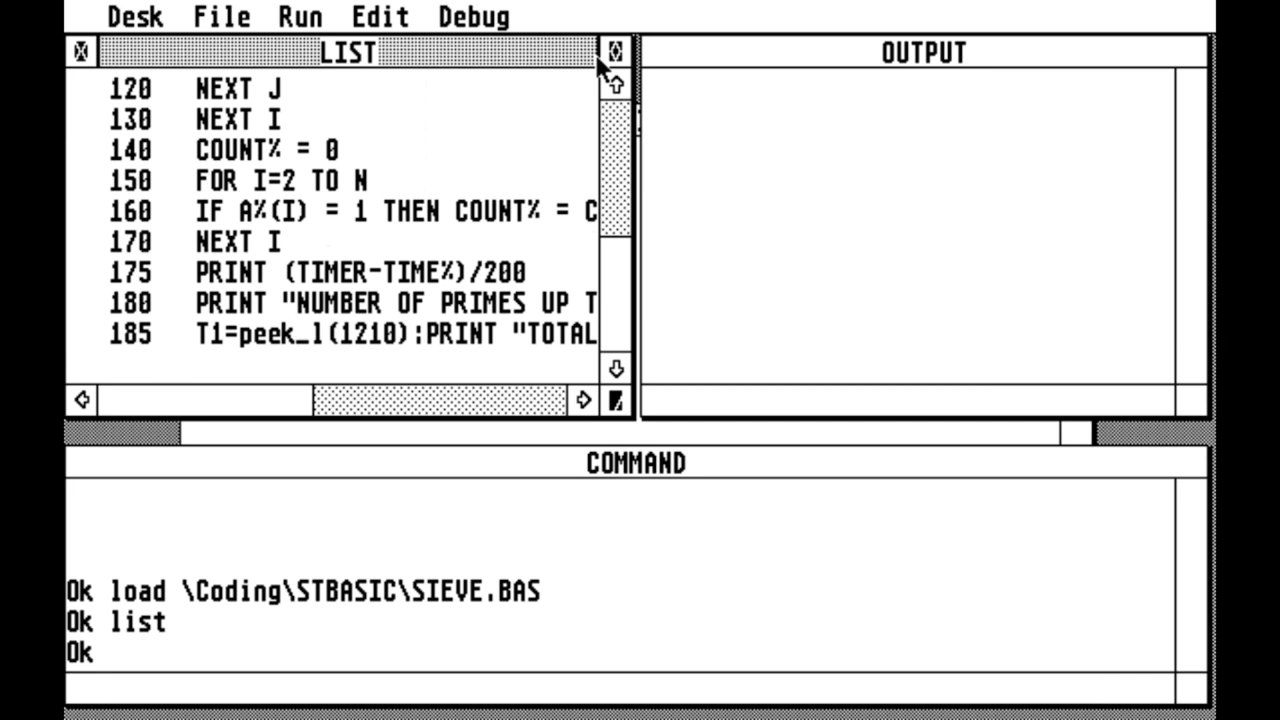 Desk File Run Edit Debug
LIST
120 NEXT J
130 NEXT I
140 COUNT% = 0
150 FOR I=2 TO N
160 IF A%(I) = 1 THEN COUNT% = C
170 NEXT I
175 PRINT (TIMER-TIME%)/200
180 PRINT "NUMBER OF PRIMES UP T
185 T1=peek_l(1210):PRINT "TOTAL
OUTPUT
COMMAND
Ok load \Coding\STBASIC\SIEVE.BAS
Ok list
Ok